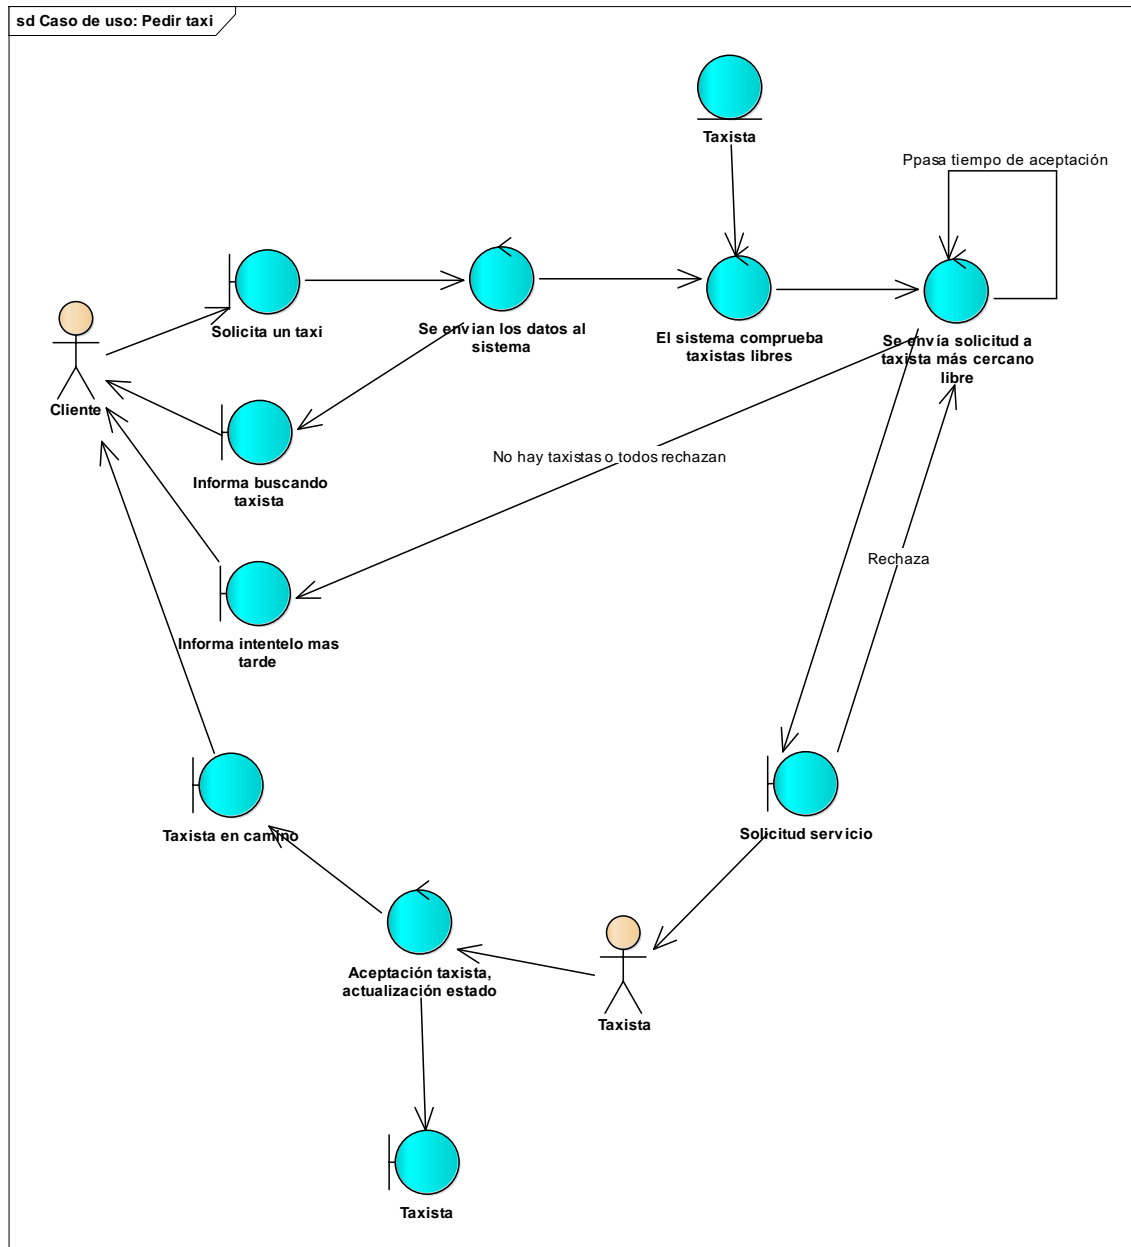 sd Caso de uso: Pedir taxi
Taxista
Ppasa tiempo de aceptación
Solicita un taxi
Se envian los datos al
sistema
El sistema comprueba
taxistas libres
Se envía solicitud a
taxista más cercano
libre
Cliente
Informa buscando
taxista
No hay taxistas o todos rechazan
Rechaza
Informa intentelo mas
tarde
Taxista en camino
Solicitud servicio
Aceptación taxista,
actualización estado
Taxista
Taxista